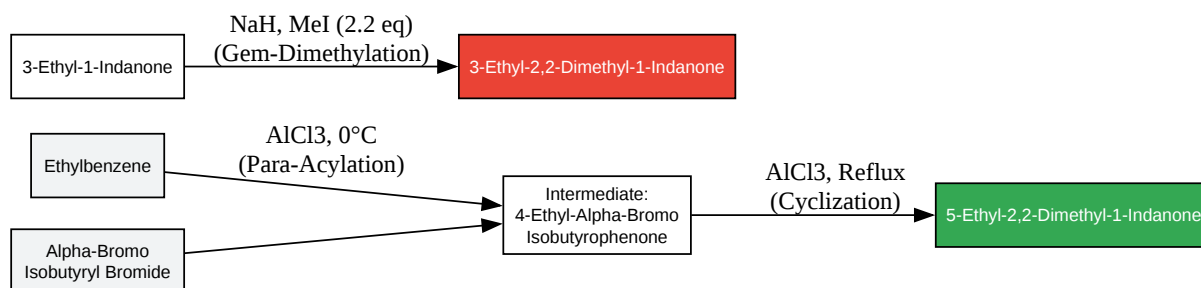 NaH, MeI (2.2 eq)
(Gem-Dimethylation)
3-Ethyl-1-Indanone
3-Ethyl-2,2-Dimethyl-1-Indanone
AlCl3, 0°C
(Para-Acylation)
Ethylbenzene
Alpha-Bromo
Isobutyryl Bromide
Intermediate:
4-Ethyl-Alpha-Bromo
Isobutyrophenone
AlCl3, Reflux
(Cyclization)
5-Ethyl-2,2-Dimethyl-1-Indanone